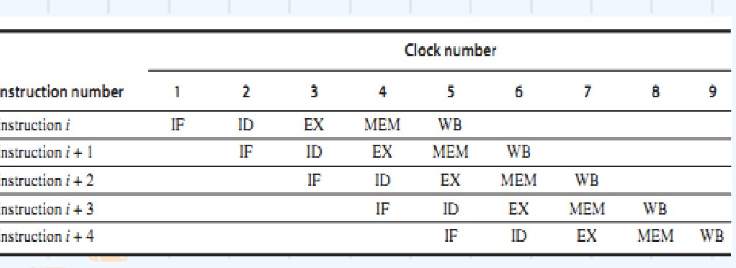 Clock number
nstruction number 1 2 3 4 5 6 7 8 9
nstruction i IF ID EX MEM WB
nstruction i + 1 IF ID EX MEM WB
nstruction i + 2 IF ID EX MEM WB
nstruction i + 3 IF ID EX MEM WB
nstruction i + 4 IF ID EX MEM WB